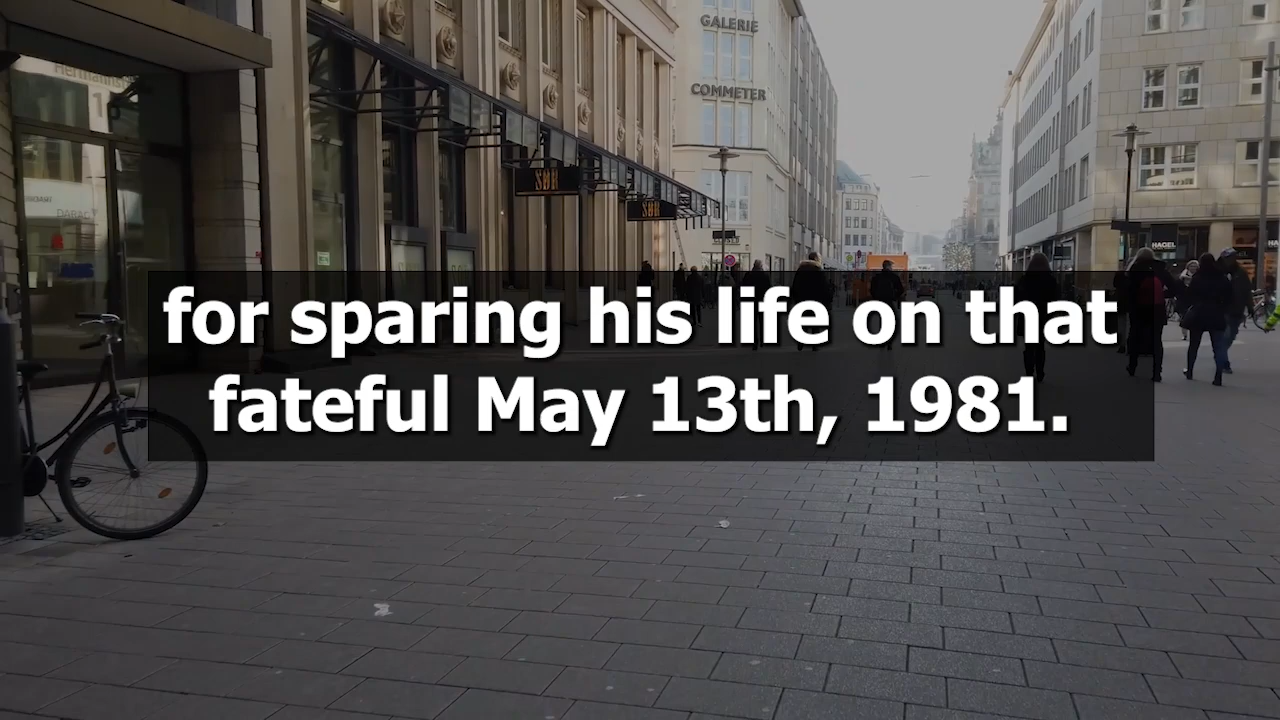 GALERIE
COMMETER
SØR
SØR
HAGEL
for sparing his life on that
fateful May 13th, 1981.